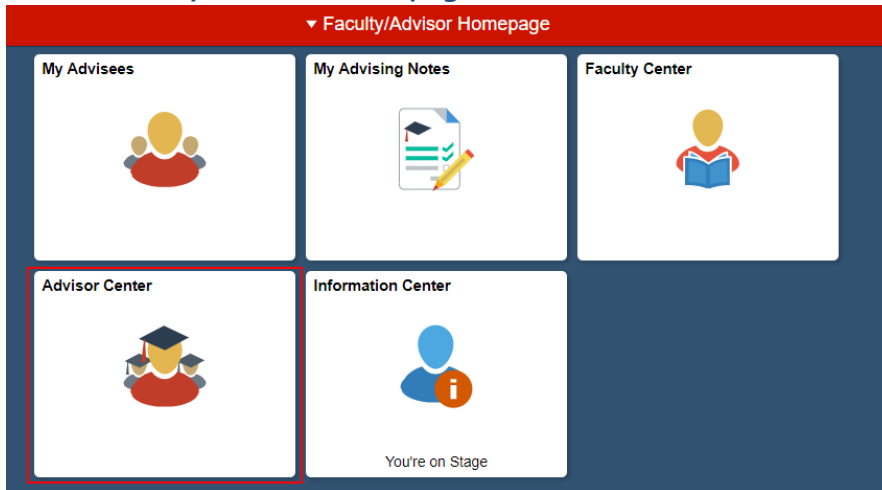 Faculty/Advisor Homepage
My Advisees
My Advising Notes
Faculty Center
Advisor Center
Information Center
i
You're on Stage